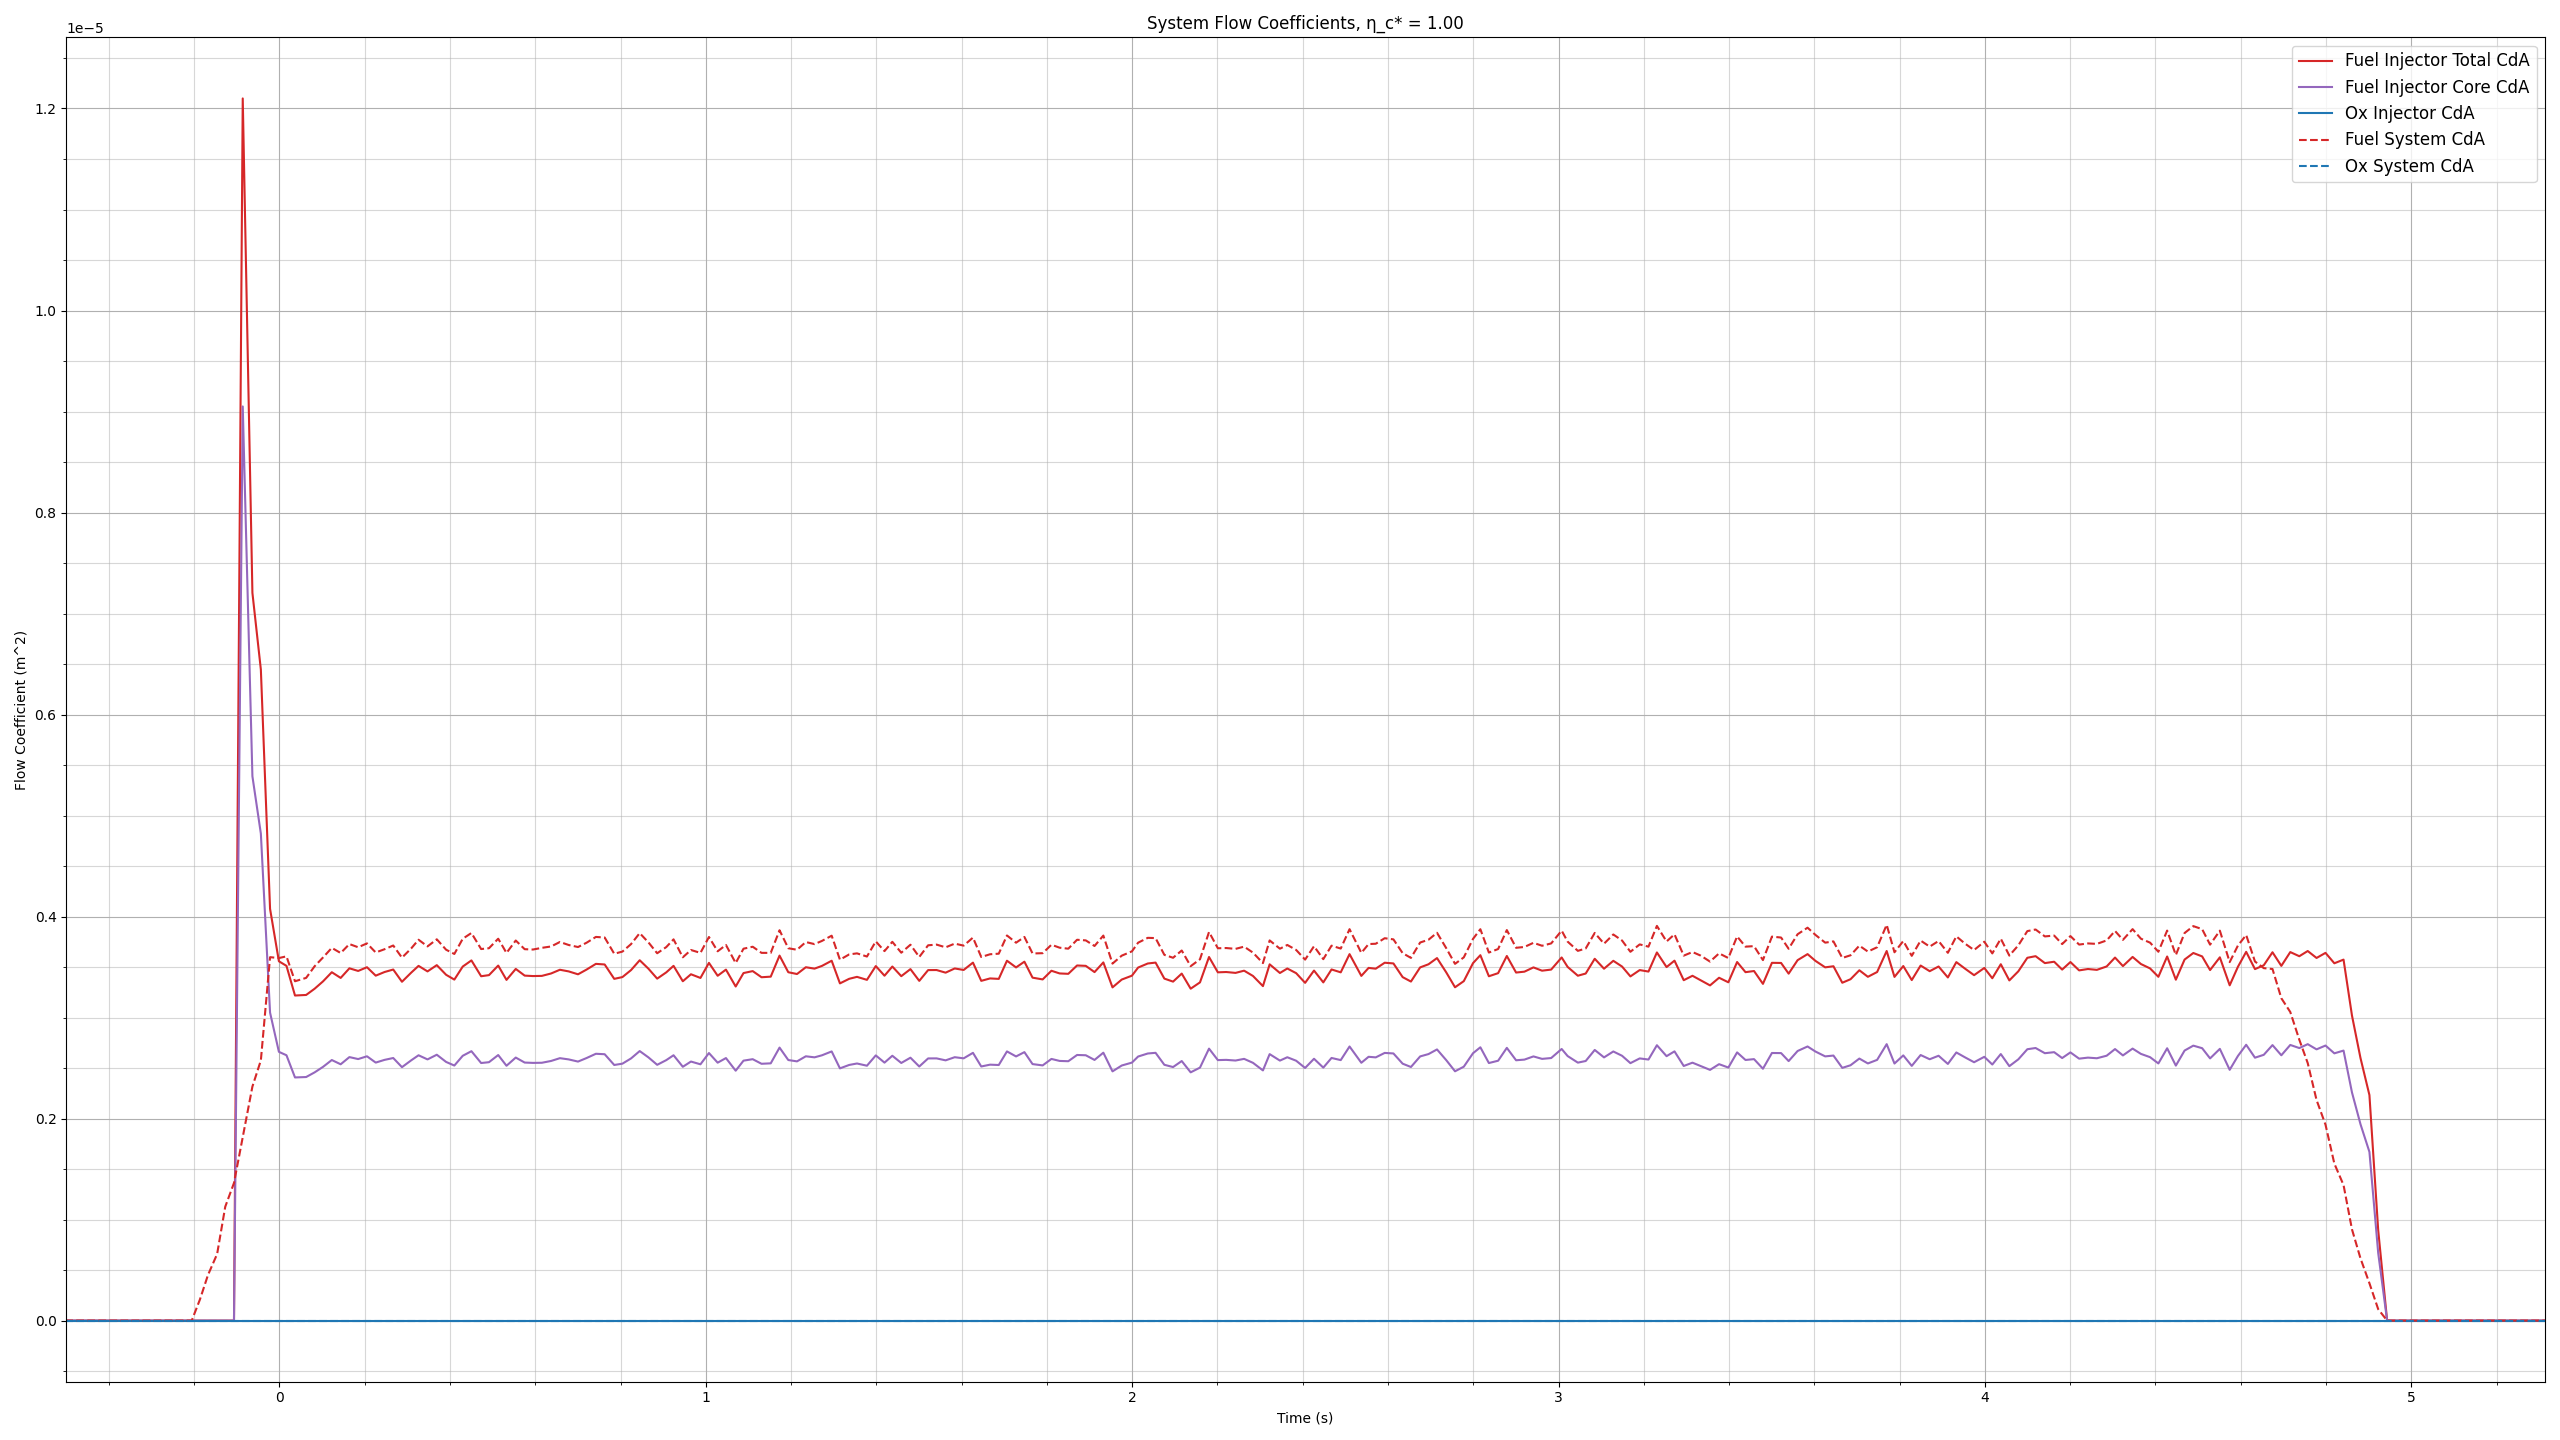 System Flow Coefficients, η_c* = 1.00
1e−5
Fuel Injector Total CdA
Fuel Injector Core CdA
Ox Injector CdA
Fuel System CdA
Ox System CdA
1.2
1.0
0.8
0.6
0.4
0.2
0.0
Flow Coefficient (m^2)
0 1 2 3 4 5
Time (s)